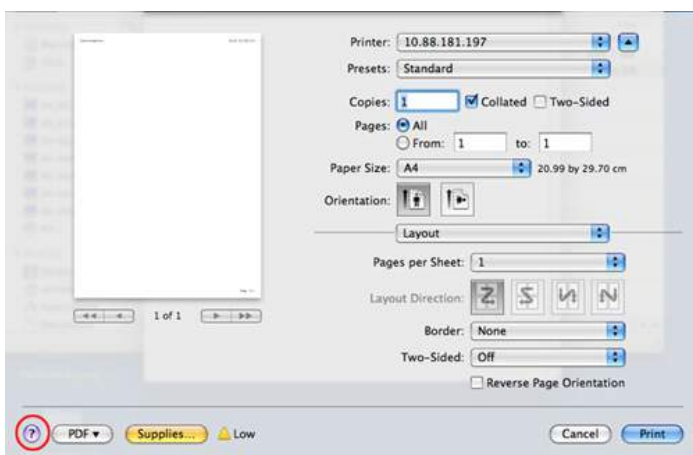 Printer: 10.88.181.197
Presets: Standard
Copies: 1 Collated Two-Sided
Pages: All
From: 1 to: 1
Paper Size: A4 20.99 by 29.70 cm
Orientation:
Layout
Pages per Sheet: 1
Layout Direction:
Border: None
Two-Sided: Off
Reverse Page Orientation
1 of 1
? PDF Supplies... Low Cancel Print